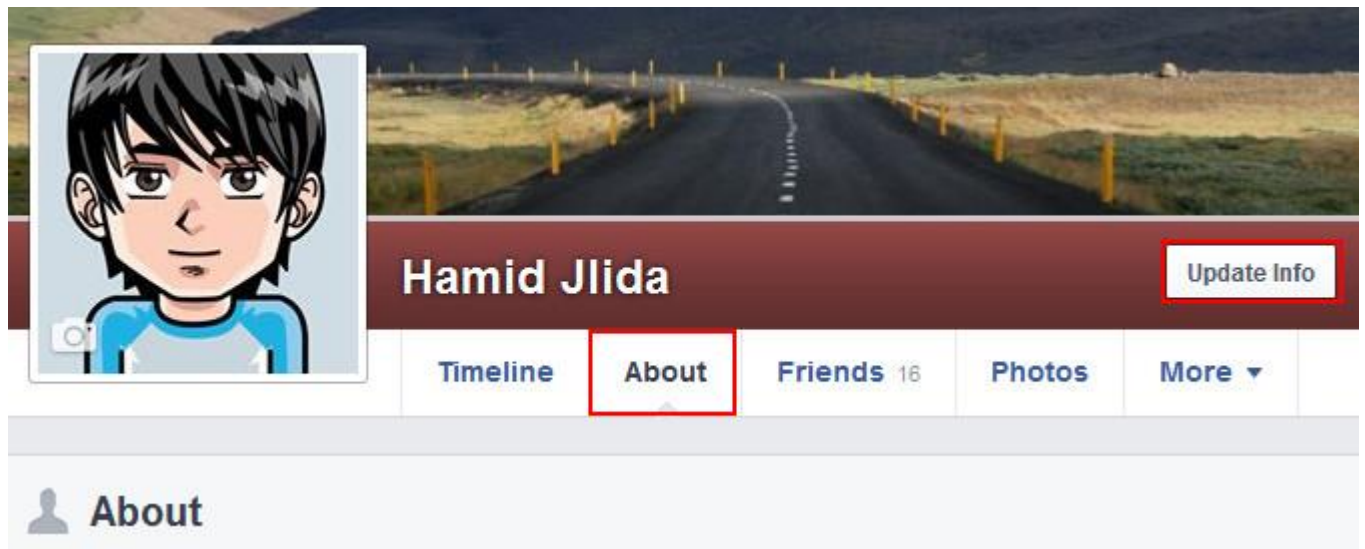 Hamid Jlida
Update Info
Timeline About Friends 16 Photos More
About